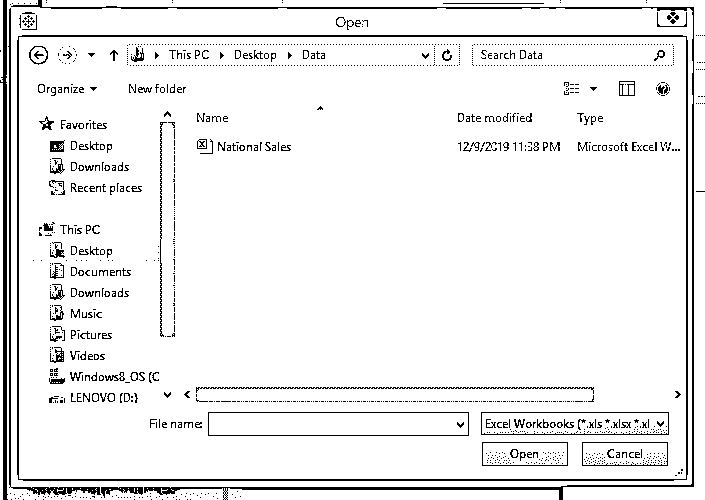 Open
This PC Desktop Data Search Data
Organize New folder
Name Date modified Type
National Sales 12/9/2019 11:38 PM Microsoft Excel W...
Favorites
Desktop
Downloads
Recent places
This PC
Desktop
Documents
Downloads
Music
Pictures
Videos
Windows8_OS (C
LENOVO (D:)
File name: Excel Workbooks (*.xls *.xlsx *.xl
Open Cancel